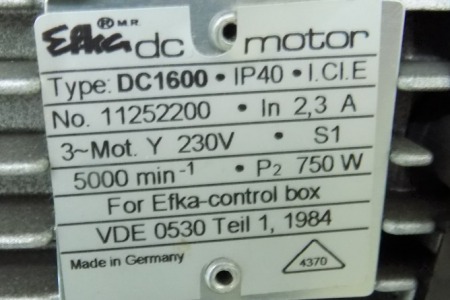 Efka ® M.R. dc motor
Type: DC1600 • IP40 • I.Cl.E
No. 11252200 • In 2,3 A
3~Mot. Y 230V • S1
5000 min⁻¹ • P₂ 750 W
For Efka-control box
VDE 0530 Teil 1, 1984
Made in Germany
4370